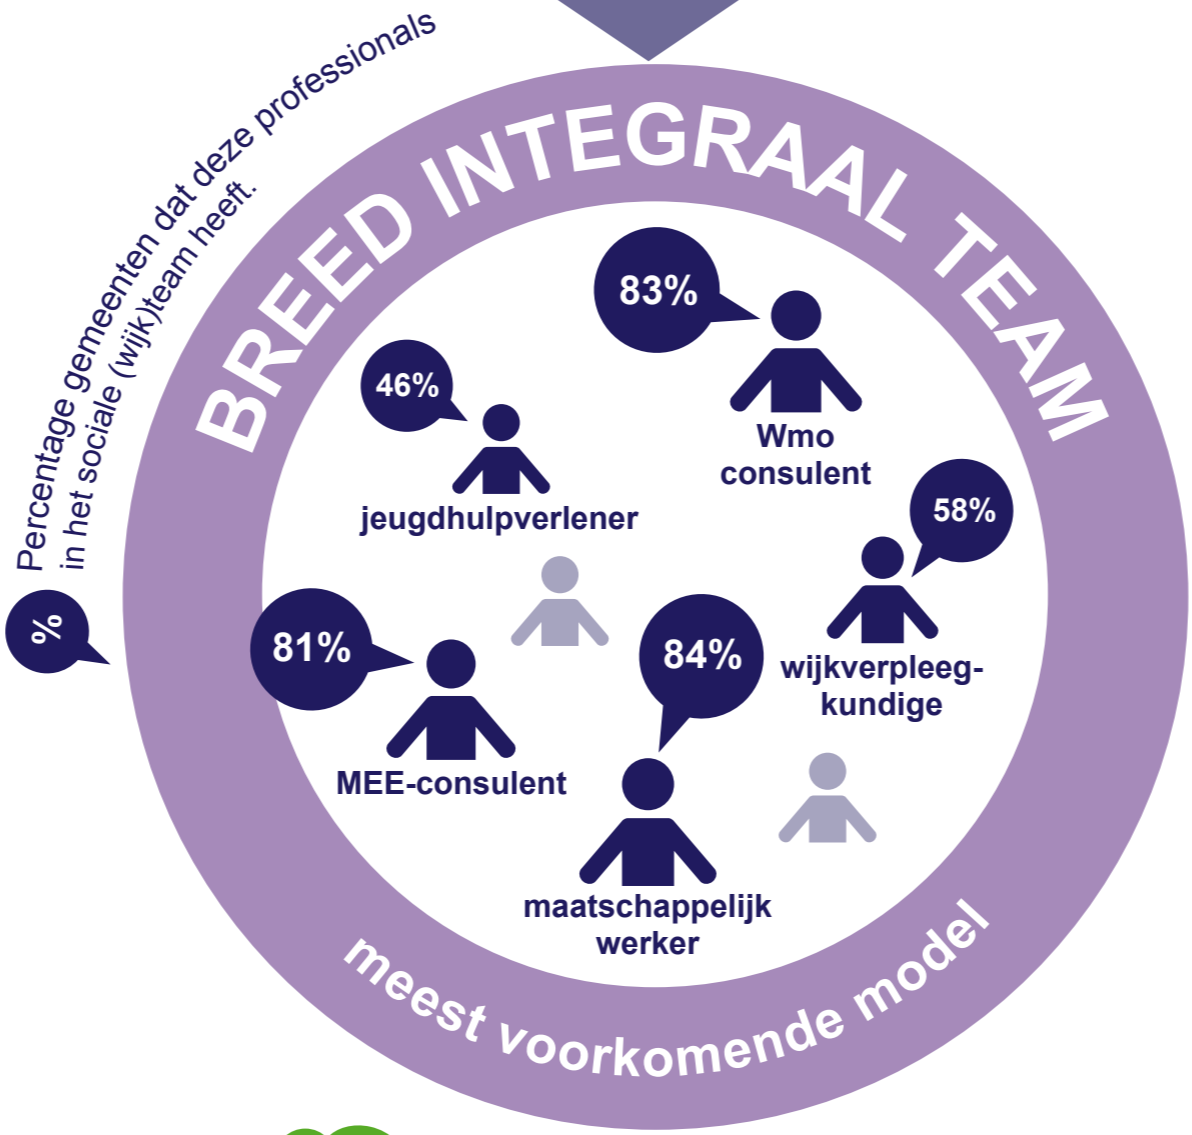 Percentage gemeenten dat deze professionals
in het sociale (wijk)team heeft.
%
BREED INTEGRAAL TEAM
83%
Wmo
consulent
46%
jeugdhulpverlener
58%
wijkverpleeg-
kundige
81%
MEE-consulent
84%
maatschappelijk
werker
meest voorkomende model